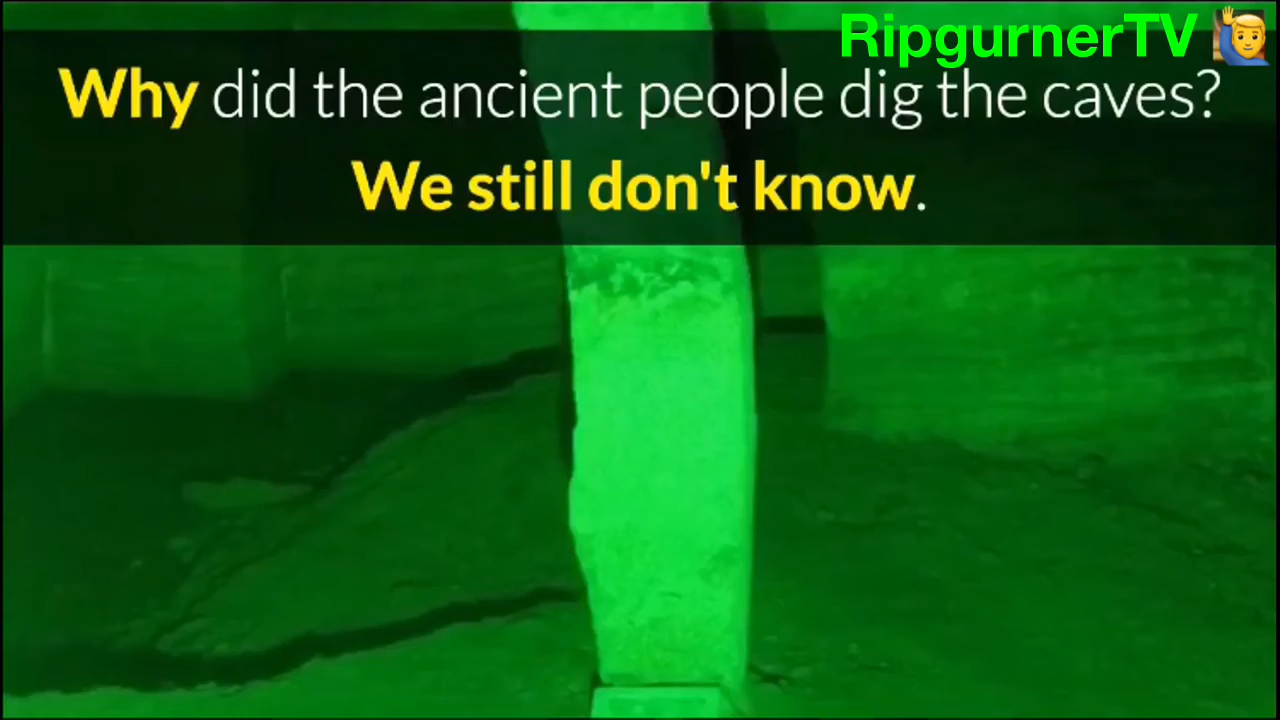 RipgurnerTV
Why did the ancient people dig the caves?
We still don't know.